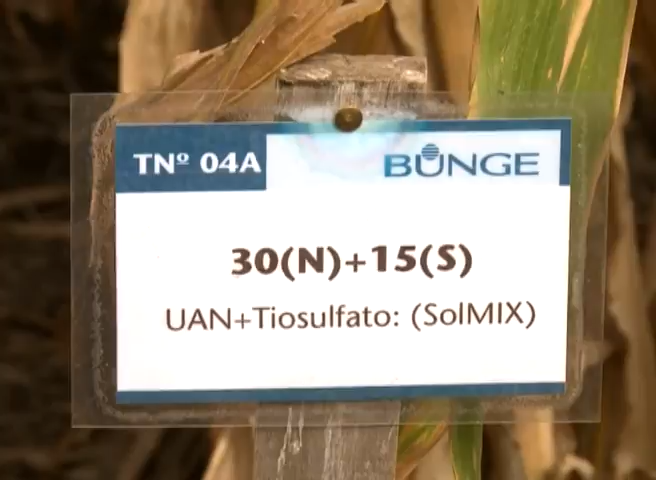 TNº 04A
BUNGE
30(N)+15(S)
UAN+Tiosulfato: (SolMIX)